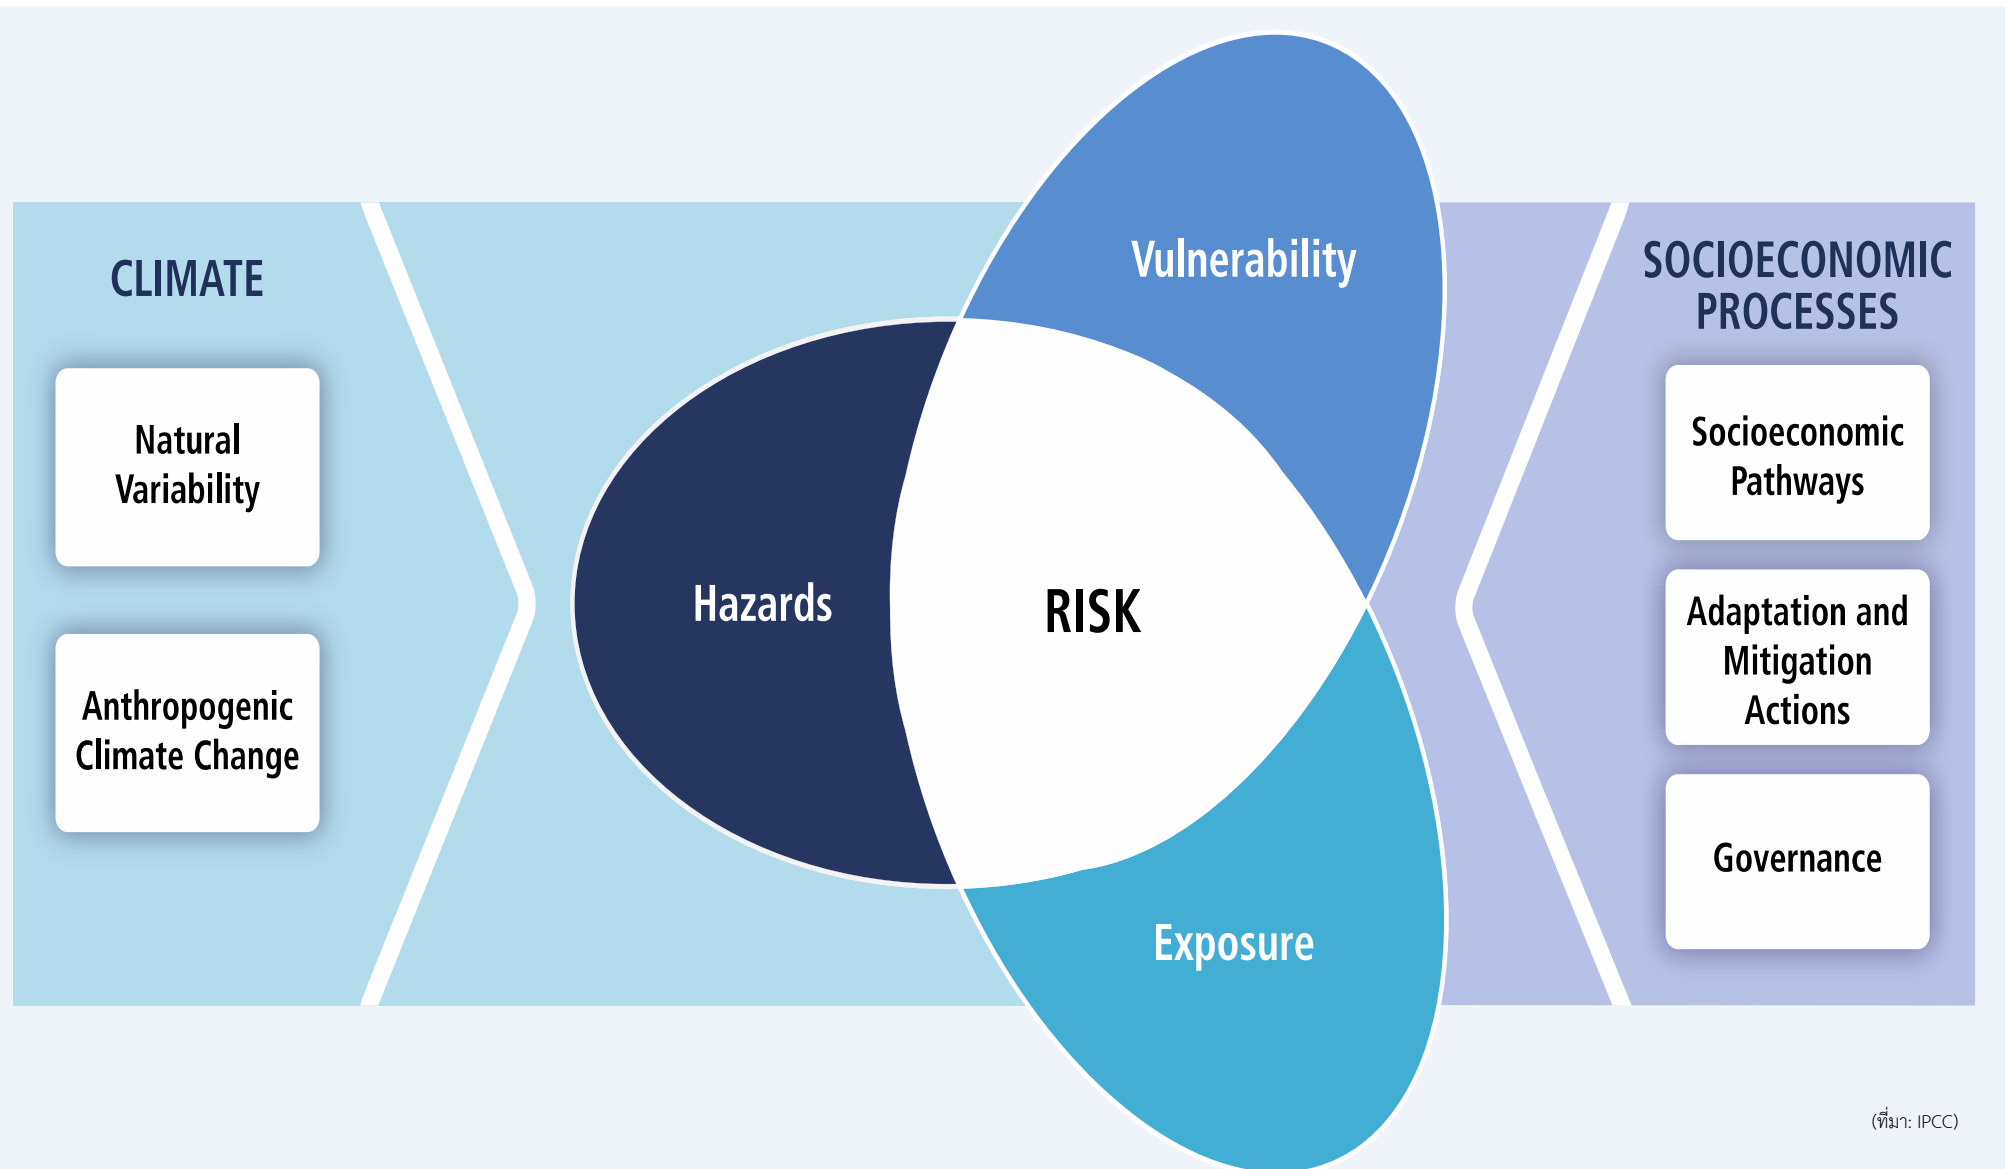 CLIMATE
Natural
Variability
Anthropogenic
Climate Change
Vulnerability
Hazards
RISK
Exposure
SOCIOECONOMIC
PROCESSES
Socioeconomic
Pathways
Adaptation and
Mitigation
Actions
Governance
(ที่มา: IPCC)